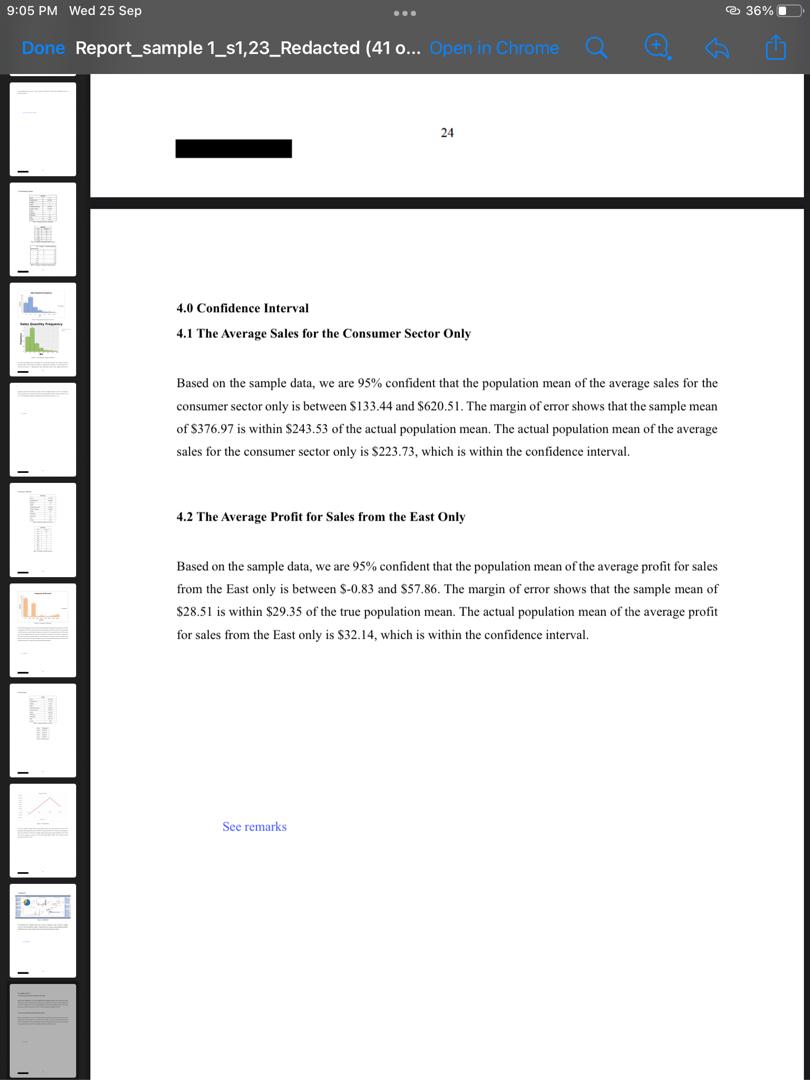 9:05 PM Wed 25 Sep
36%
Done Report_sample 1_s1,23_Redacted (41 o... Open in Chrome
24
4.0 Confidence Interval
4.1 The Average Sales for the Consumer Sector Only
Based on the sample data, we are 95% confident that the population mean of the average sales for the
consumer sector only is between $133.44 and $620.51. The margin of error shows that the sample mean
of $376.97 is within $243.53 of the actual population mean. The actual population mean of the average
sales for the consumer sector only is $223.73, which is within the confidence interval.
4.2 The Average Profit for Sales from the East Only
Based on the sample data, we are 95% confident that the population mean of the average profit for sales
from the East only is between $-0.83 and $57.86. The margin of error shows that the sample mean of
$28.51 is within $29.35 of the true population mean. The actual population mean of the average profit
for sales from the East only is $32.14, which is within the confidence interval.
See remarks
Sales Quantity Frequency